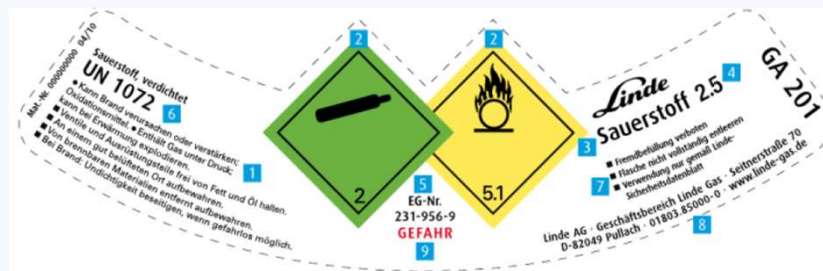 Mat.-Nr. 000000000 04/10
Sauerstoff, verdichtet
UN 1072
6
• Kann Brand verursachen oder verstärken;
Oxidationsmittel. • Enthält Gas unter Druck;
kann bei Erwärmung explodieren.
■ Ventile und Ausrüstungsteile frei von Fett und Öl halten.
■ An einem gut belüfteten Ort aufbewahren.
■ Von brennbaren Materialien entfernt aufbewahren.
■ Bei Brand: Undichtigkeit beseitigen, wenn gefahrlos möglich.
1
2
2
2
5.1
5
EG-Nr.
231-956-9
GEFAHR
9
Linde
Sauerstoff 2.5
4
GA 201
3
■ Fremdbefüllung verboten
■ Flasche nicht vollständig entleeren
■ Verwendung nur gemäß Linde-
Sicherheitsdatenblatt
7
Linde AG · Geschäftsbereich Linde Gas · Seitnerstraße 70
D-82049 Pullach · 01803.85000-0 · www.linde-gas.de
8